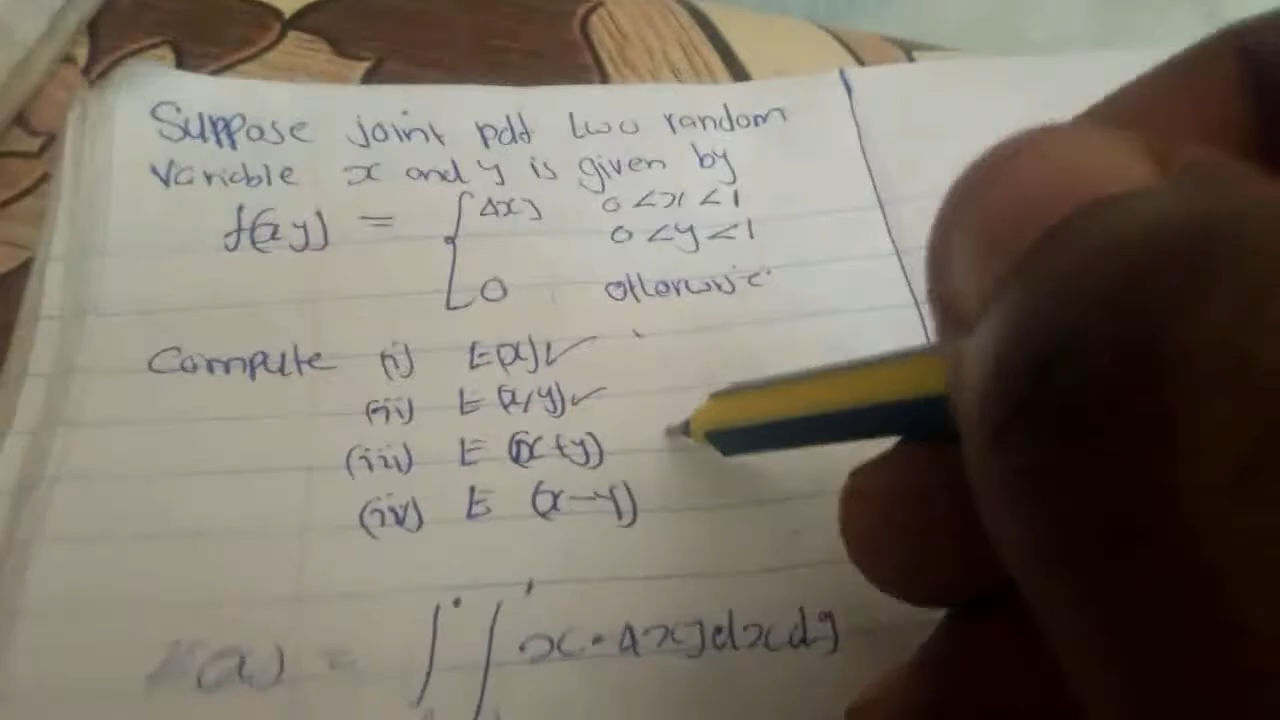 Suppose joint pdf two random
variable x and y is given by
f(x y) = { 4xy 0 < x < 1
0 < y < 1
0 otherwise
Compute (i) E(x) ✓
(ii) E(x,y) ✓
(iii) E (x+y)
(iv) E (x-y)
(x) = ∫ ∫ x · 4xy dx dy